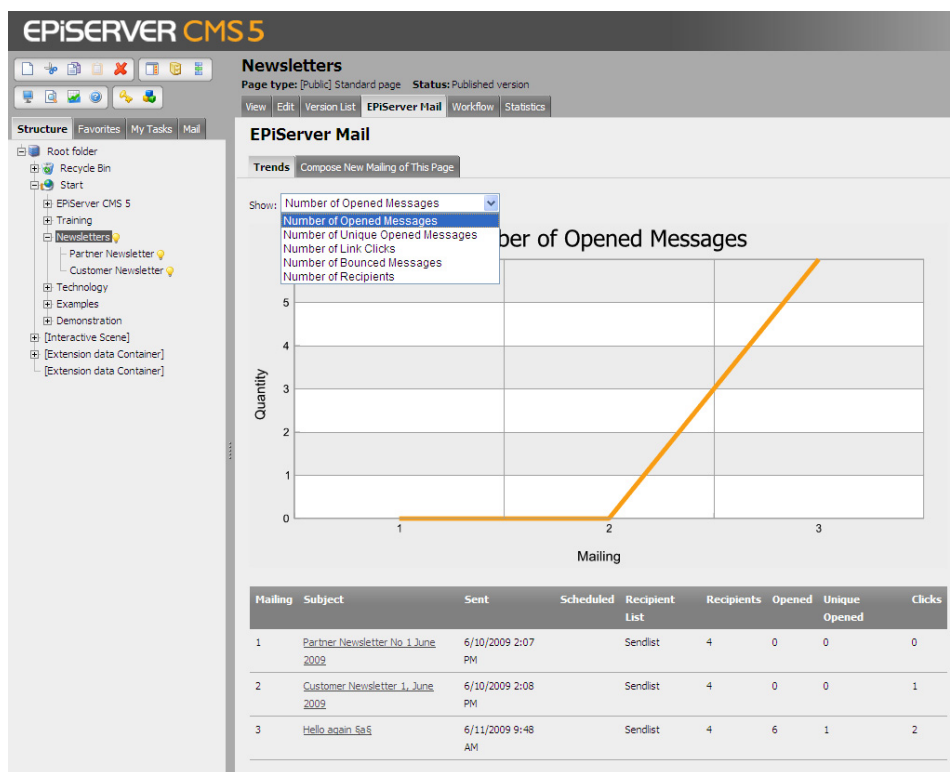 EPiSERVER CMS 5
Newsletters
Page type: [Public] Standard page Status: Published version
View Edit Version List EPiServer Mail Workflow Statistics
Structure Favorites My Tasks Mail
Root folder
Recycle Bin
Start
EPiServer CMS 5
Training
Newsletters
Partner Newsletter
Customer Newsletter
Technology
Examples
Demonstration
[Interactive Scene]
[Extension data Container]
[Extension data Container]
EPiServer Mail
Trends Compose New Mailing of This Page
Show: Number of Opened Messages
Number of Opened Messages
Number of Unique Opened Messages
Number of Link Clicks
Number of Bounced Messages
Number of Recipients
ber of Opened Messages
5
4
3
2
1
0
Quantity
1 2 3
Mailing
Mailing Subject Sent Scheduled Recipient List Recipients Opened Unique Opened Clicks
1 Partner Newsletter No 1 June 2009 6/10/2009 2:07 PM Sendlist 4 0 0 0
2 Customer Newsletter 1, June 2009 6/10/2009 2:08 PM Sendlist 4 0 0 1
3 Hello again §a§ 6/11/2009 9:48 AM Sendlist 4 6 1 2